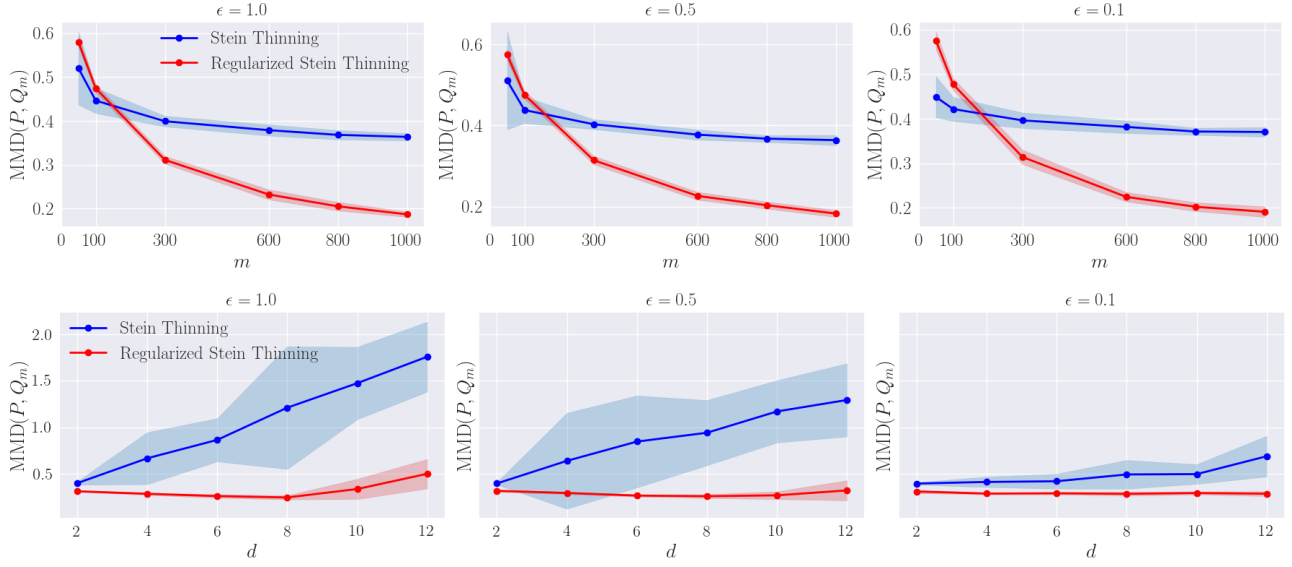 ϵ = 1.0
MMD(P, Q_m)
0.6
0.5
0.4
0.3
0.2
Stein Thinning
Regularized Stein Thinning
0 100 300 600 800 1000
m
ϵ = 0.5
MMD(P, Q_m)
0.6
0.4
0.2
0 100 300 600 800 1000
m
ϵ = 0.1
MMD(P, Q_m)
0.6
0.5
0.4
0.3
0.2
0 100 300 600 800 1000
m
ϵ = 1.0
MMD(P, Q_m)
2.0
1.5
1.0
0.5
Stein Thinning
Regularized Stein Thinning
2 4 6 8 10 12
d
ϵ = 0.5
MMD(P, Q_m)
2 4 6 8 10 12
d
ϵ = 0.1
MMD(P, Q_m)
2 4 6 8 10 12
d